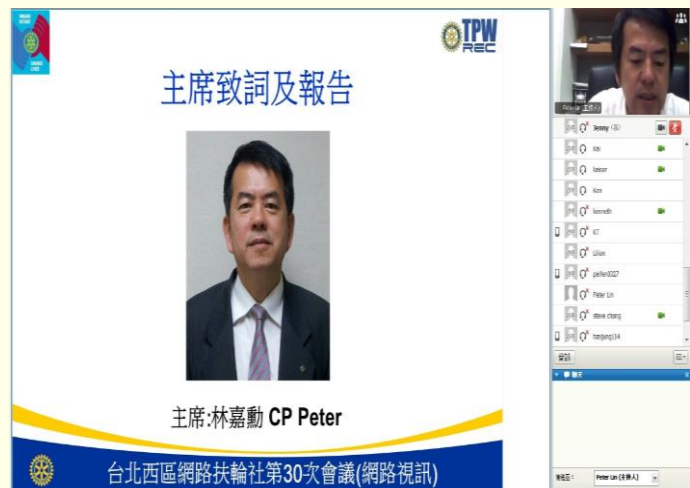 TPW
REC
主席致詞及報告
主席:林嘉勳 CP Peter
台北西區網路扶輪社第30次會議(網路視訊)
Jenny
Kai
kaiser
Ken
kenneth
KT
Lilian
Peter Lin
steve chang
Peter Lin (主持人)